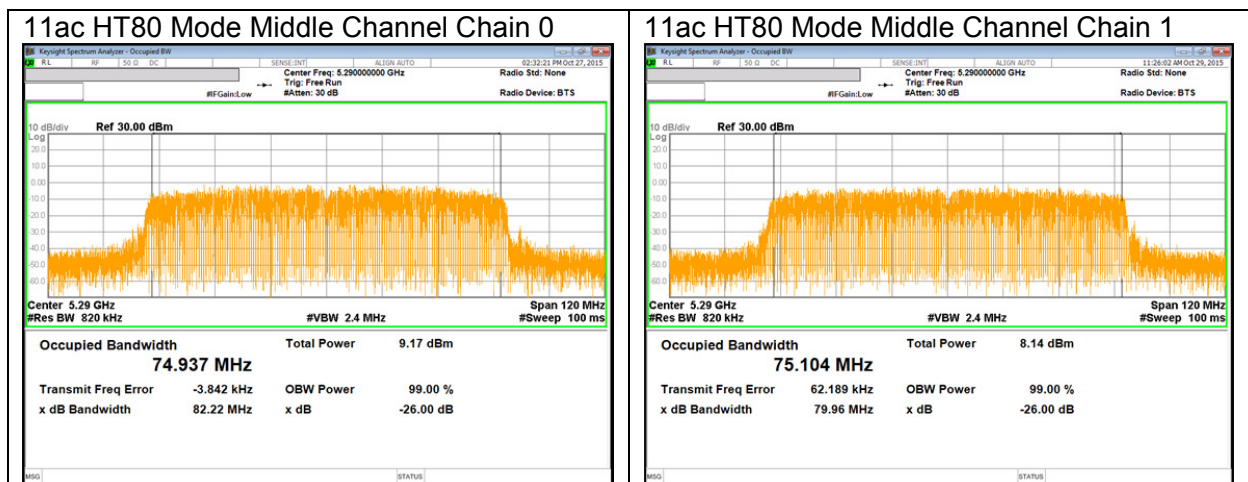 11ac HT80 Mode Middle Channel Chain 0
Keysight Spectrum Analyzer - Occupied BW
RL RF 50 Ω DC SENSE:INT ALIGN AUTO 02:32:21 PM Oct 27, 2015
Center Freq: 5.290000000 GHz Radio Std: None
Trig: Free Run
#IFGain:Low #Atten: 30 dB Radio Device: BTS
10 dB/div Ref 30.00 dBm
Log
20.0
10.0
0.00
-10.0
-20.0
-30.0
-40.0
-50.0
-60.0
Center 5.29 GHz Span 120 MHz
#Res BW 820 kHz #VBW 2.4 MHz #Sweep 100 ms
Occupied Bandwidth Total Power 9.17 dBm
74.937 MHz
Transmit Freq Error -3.842 kHz OBW Power 99.00 %
x dB Bandwidth 82.22 MHz x dB -26.00 dB
MSG STATUS
11ac HT80 Mode Middle Channel Chain 1
Keysight Spectrum Analyzer - Occupied BW
RL RF 50 Ω DC SENSE:INT ALIGN AUTO 11:26:02 AM Oct 29, 2015
Center Freq: 5.290000000 GHz Radio Std: None
Trig: Free Run
#IFGain:Low #Atten: 30 dB Radio Device: BTS
10 dB/div Ref 30.00 dBm
Log
20.0
10.0
0.00
-10.0
-20.0
-30.0
-40.0
-50.0
-60.0
Center 5.29 GHz Span 120 MHz
#Res BW 820 kHz #VBW 2.4 MHz #Sweep 100 ms
Occupied Bandwidth Total Power 8.14 dBm
75.104 MHz
Transmit Freq Error 62.189 kHz OBW Power 99.00 %
x dB Bandwidth 79.96 MHz x dB -26.00 dB
MSG STATUS